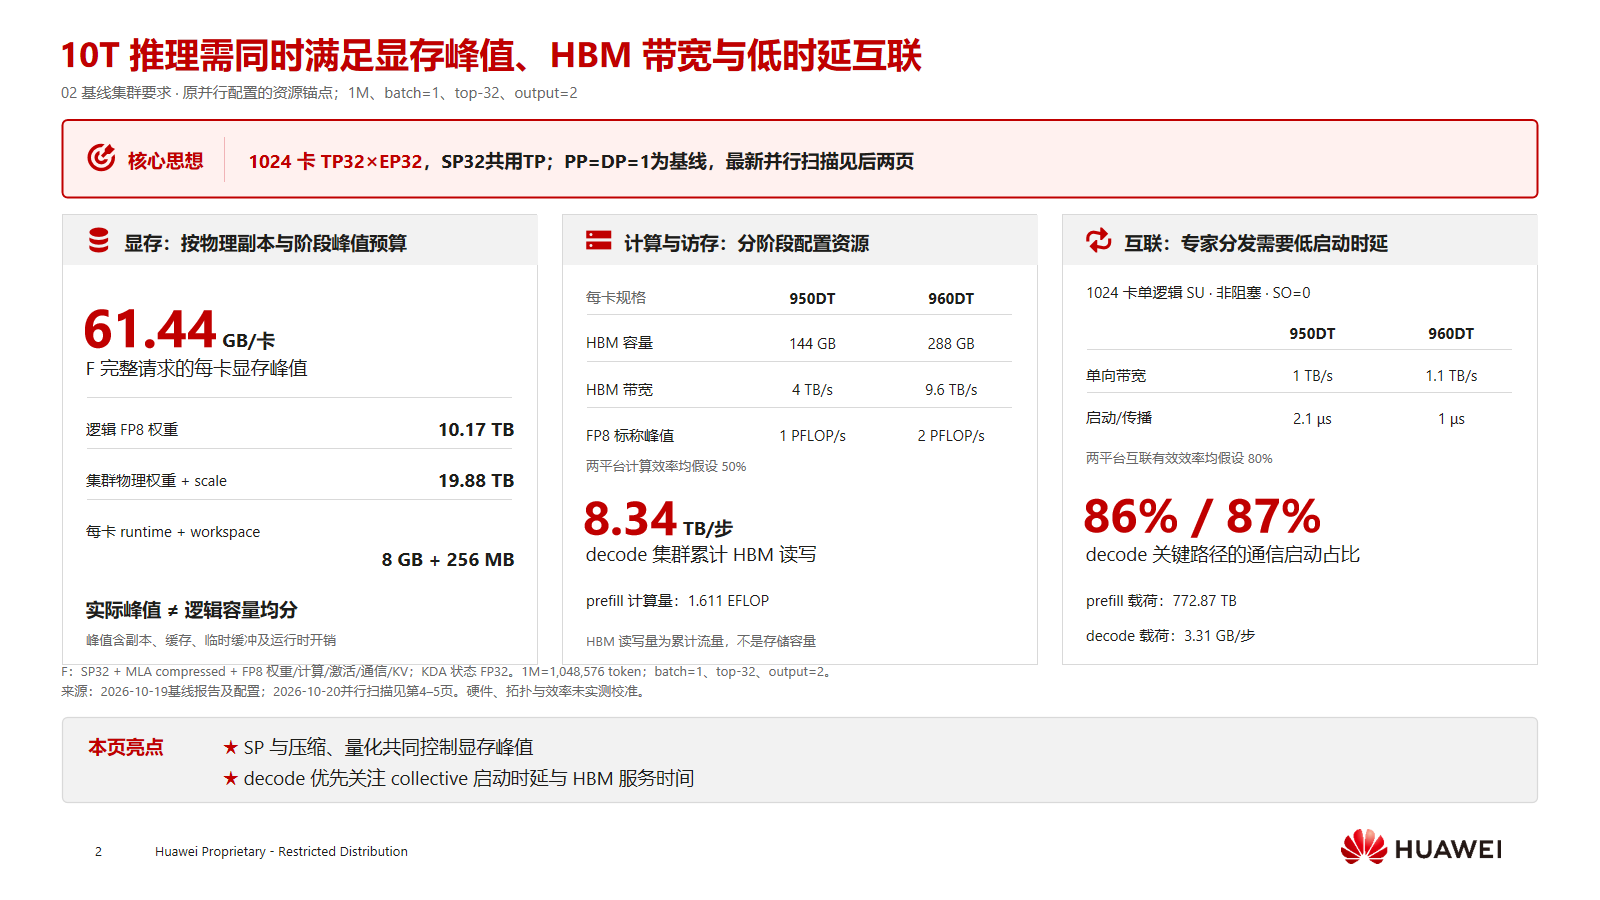 10T 推理需同时满足显存峰值、HBM 带宽与低时延互联
02 基线集群要求 · 原并行配置的资源锚点；1M、batch=1、top-32、output=2
核心思想
1024 卡 TP32×EP32，SP32共用TP；PP=DP=1为基线，最新并行扫描见后两页
显存：按物理副本与阶段峰值预算
61.44 GB/卡
F 完整请求的每卡显存峰值
逻辑 FP8 权重 10.17 TB
集群物理权重 + scale 19.88 TB
每卡 runtime + workspace
8 GB + 256 MB
实际峰值 ≠ 逻辑容量均分
峰值含副本、缓存、临时缓冲及运行时开销
计算与访存：分阶段配置资源
每卡规格 950DT 960DT
HBM 容量 144 GB 288 GB
HBM 带宽 4 TB/s 9.6 TB/s
FP8 标称峰值 1 PFLOP/s 2 PFLOP/s
两平台计算效率均假设 50%
8.34 TB/步
decode 集群累计 HBM 读写
prefill 计算量：1.611 EFLOP
HBM 读写量为累计流量，不是存储容量
互联：专家分发需要低启动时延
1024 卡单逻辑 SU · 非阻塞 · SO=0
950DT 960DT
单向带宽 1 TB/s 1.1 TB/s
启动/传播 2.1 μs 1 μs
两平台互联有效效率均假设 80%
86% / 87%
decode 关键路径的通信启动占比
prefill 载荷：772.87 TB
decode 载荷：3.31 GB/步
F：SP32 + MLA compressed + FP8 权重/计算/激活/通信/KV；KDA 状态 FP32。1M=1,048,576 token；batch=1、top-32、output=2。
来源：2026-10-19基线报告及配置；2026-10-20并行扫描见第4–5页。硬件、拓扑与效率未实测校准。
本页亮点
★ SP 与压缩、量化共同控制显存峰值
★ decode 优先关注 collective 启动时延与 HBM 服务时间
2 Huawei Proprietary - Restricted Distribution
HUAWEI